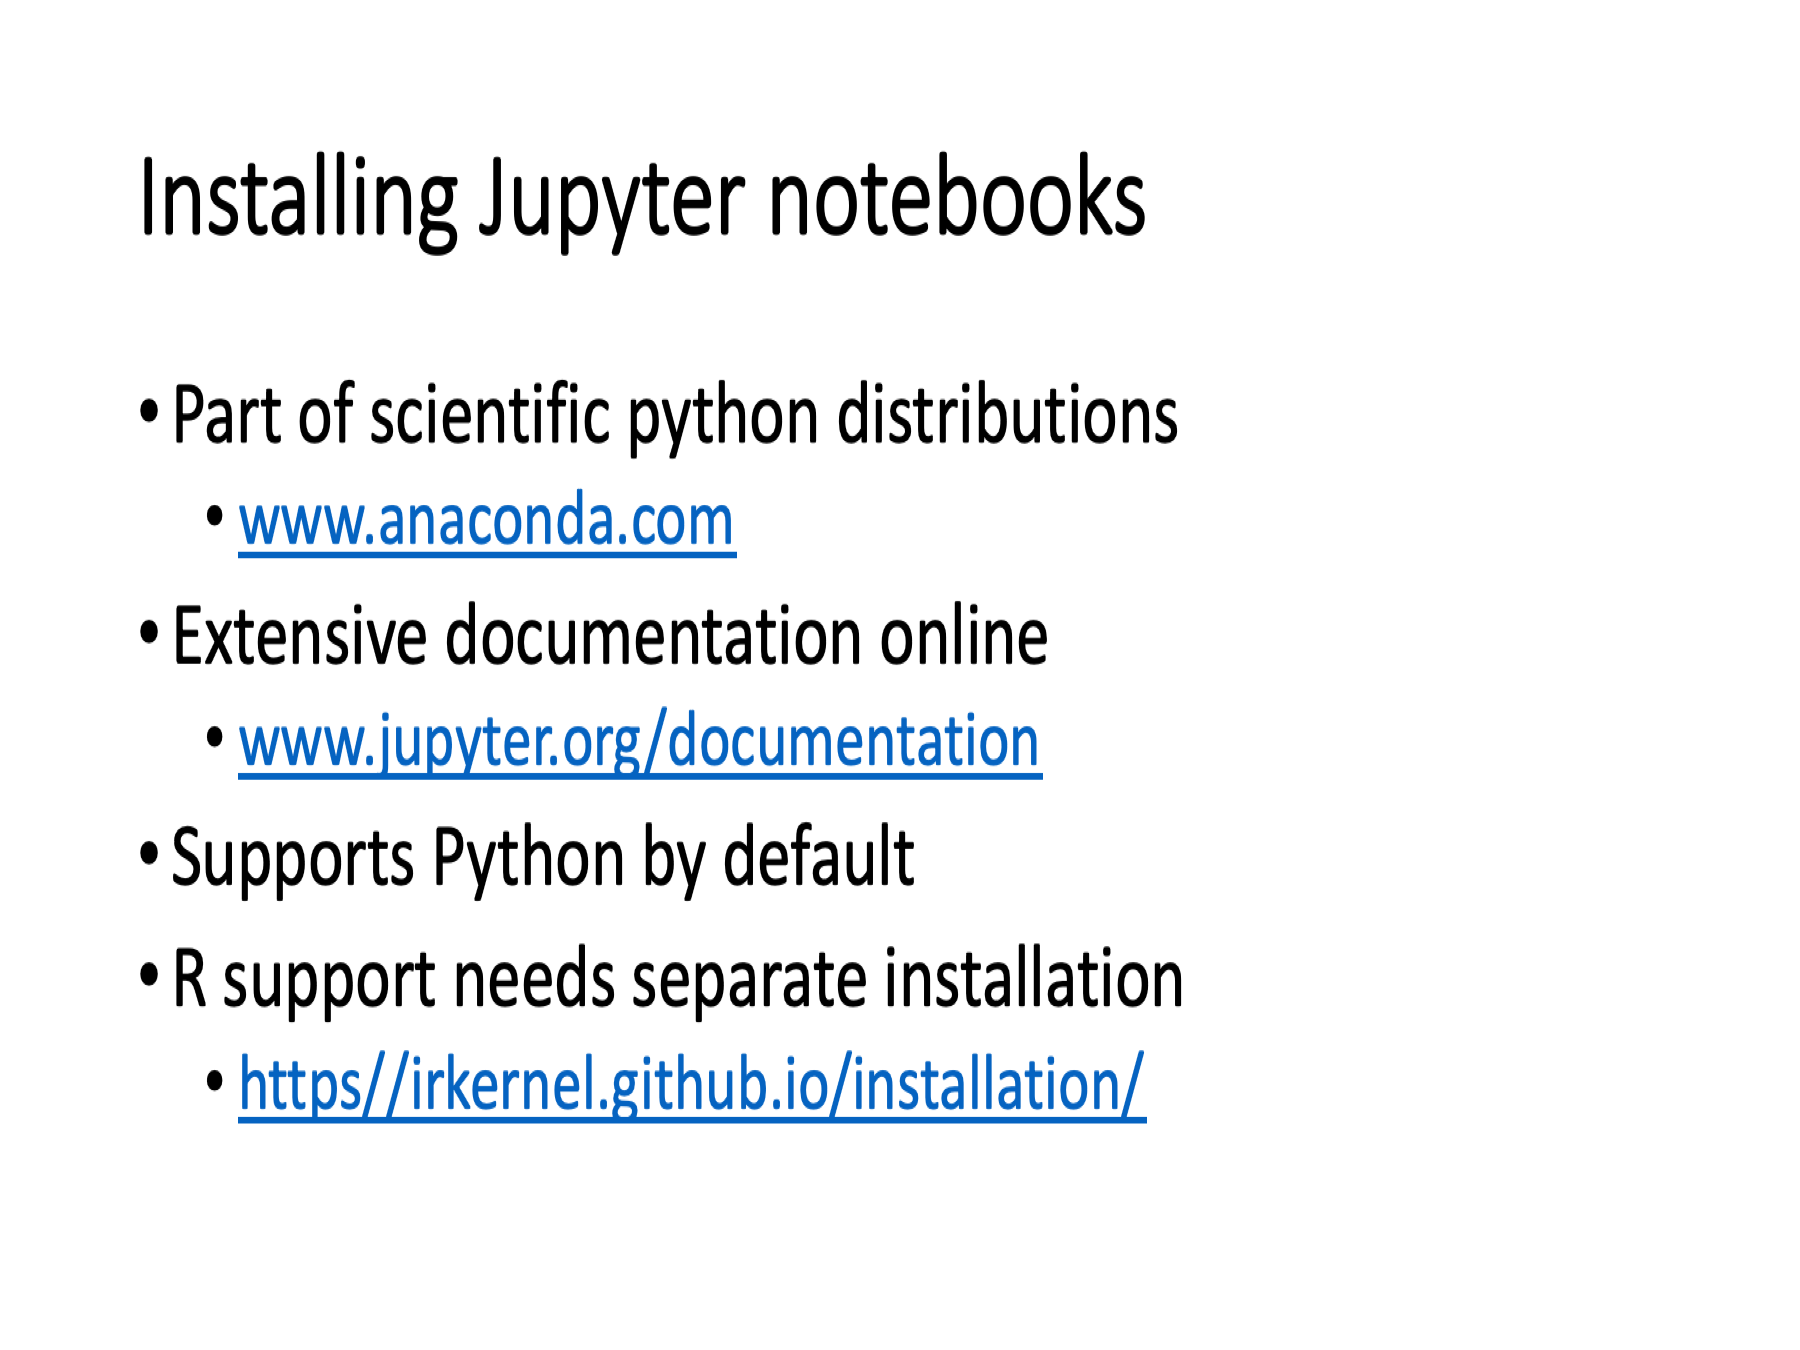 Installing Jupyter notebooks
• Part of scientific python distributions
• www.anaconda.com
• Extensive documentation online
• www.jupyter.org/documentation
• Supports Python by default
• R support needs separate installation
• https//irkernel.github.io/installation/